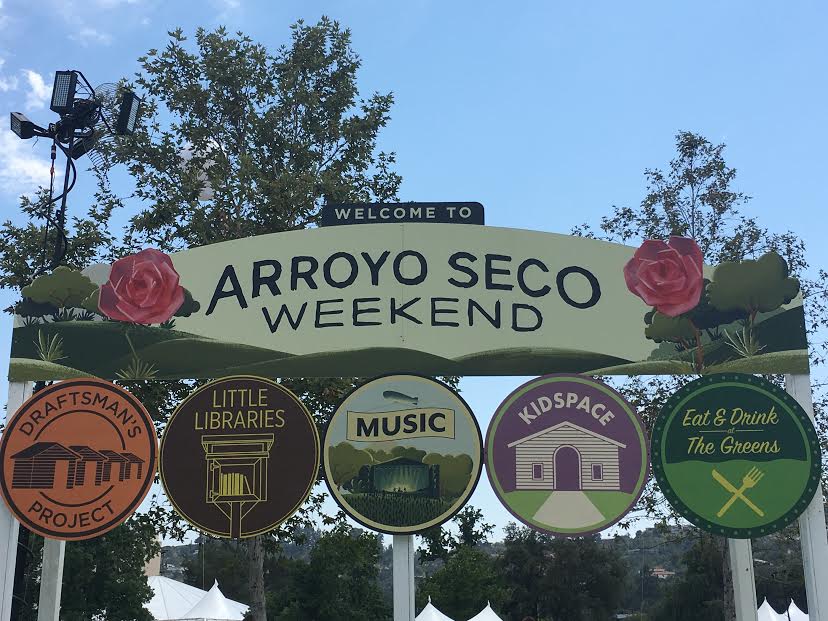 WELCOME TO
ARROYO SECO
WEEKEND
DRAFTSMAN'S
PROJECT
LITTLE
LIBRARIES
MUSIC
KIDSPACE
Eat & Drink
at
The Greens